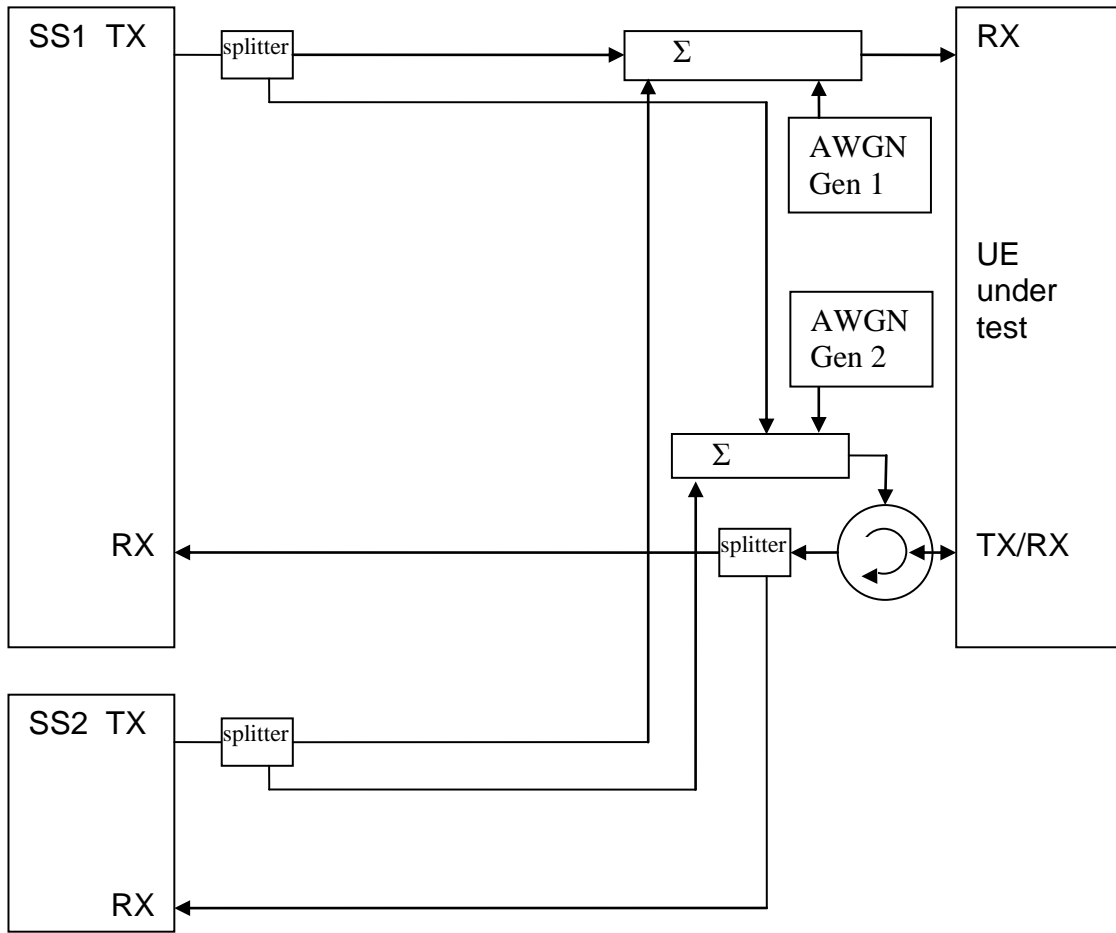 SS1 TX
splitter
Σ
RX
AWGN
Gen 1
UE
under
test
AWGN
Gen 2
Σ
RX
splitter
TX/RX
SS2 TX
splitter
RX